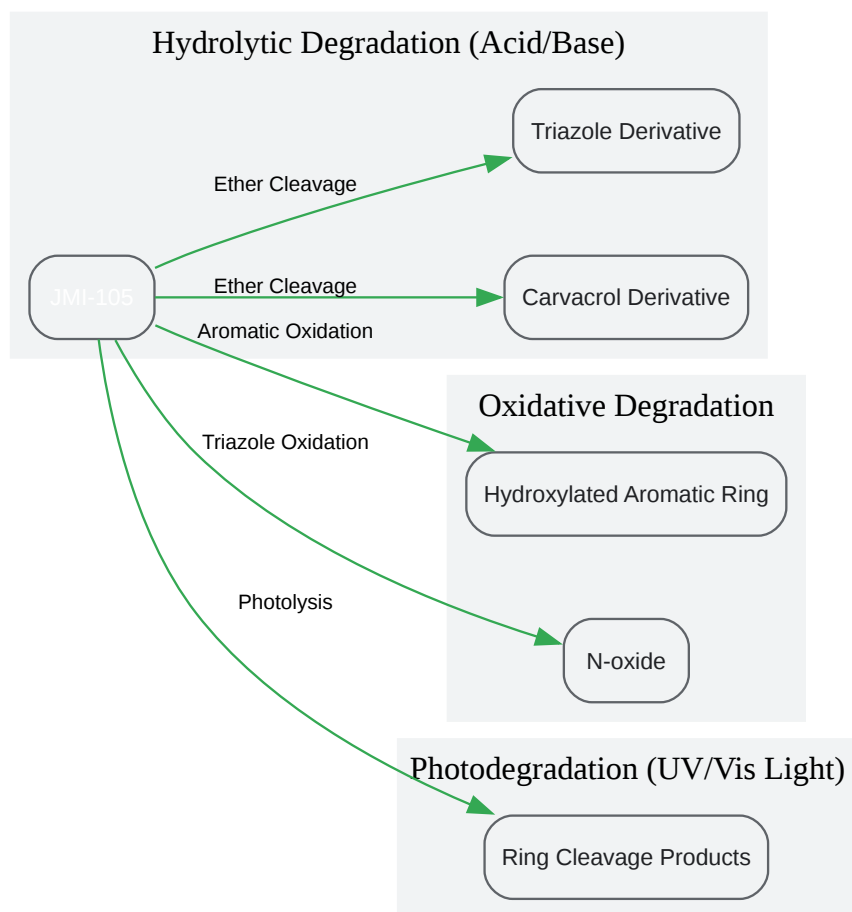 Hydrolytic Degradation (Acid/Base)
Triazole Derivative
Ether Cleavage
JMI-105
Ether Cleavage
Carvacrol Derivative
Aromatic Oxidation
Oxidative Degradation
Triazole Oxidation
Hydroxylated Aromatic Ring
Photolysis
N-oxide
Photodegradation (UV/Vis Light)
Ring Cleavage Products